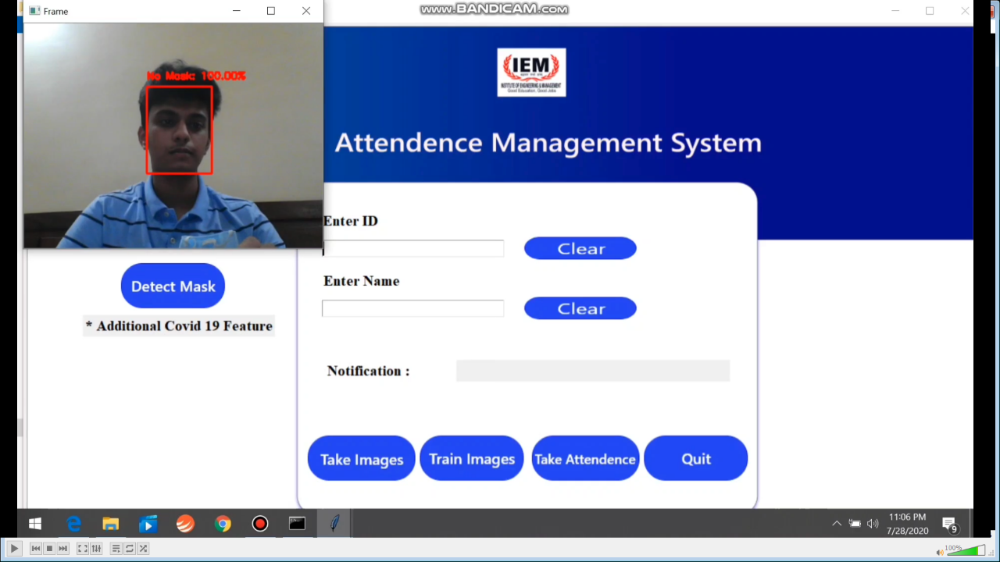 Frame
www.BANDICAM.com
No Mask: 100.00%
IEM
INSTITUTE OF ENGINEERING & MANAGEMENT
Good Education, Good Jobs
Attendence Management System
Enter ID
Clear
Detect Mask
Enter Name
Clear
* Additional Covid 19 Feature
Notification :
Take Images
Train Images
Take Attendence
Quit
11:06 PM
7/28/2020
9
100%